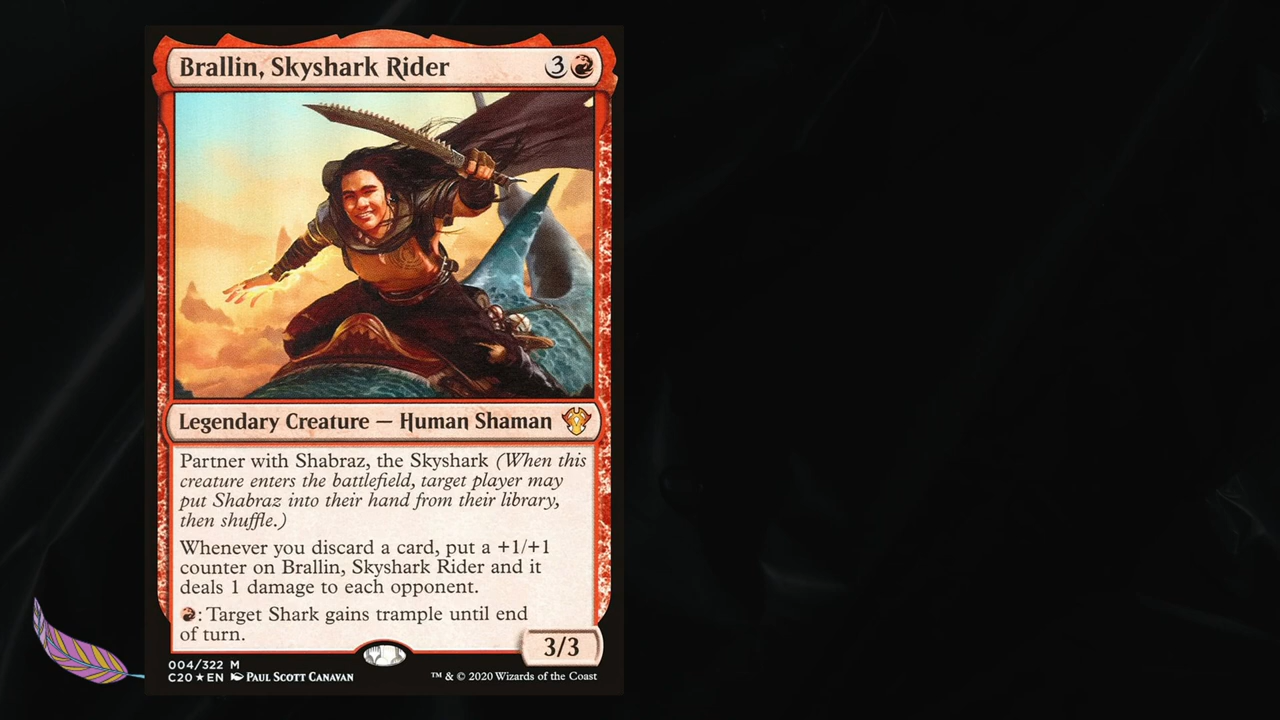 Brallin, Skyshark Rider 3
Legendary Creature — Human Shaman
Partner with Shabraz, the Skyshark (When this
creature enters the battlefield, target player may
put Shabraz into their hand from their library,
then shuffle.)
Whenever you discard a card, put a +1/+1
counter on Brallin, Skyshark Rider and it
deals 1 damage to each opponent.
: Target Shark gains trample until end
of turn.
3/3
004/322 M
C20 ★ EN Paul Scott Canavan
™ & © 2020 Wizards of the Coast